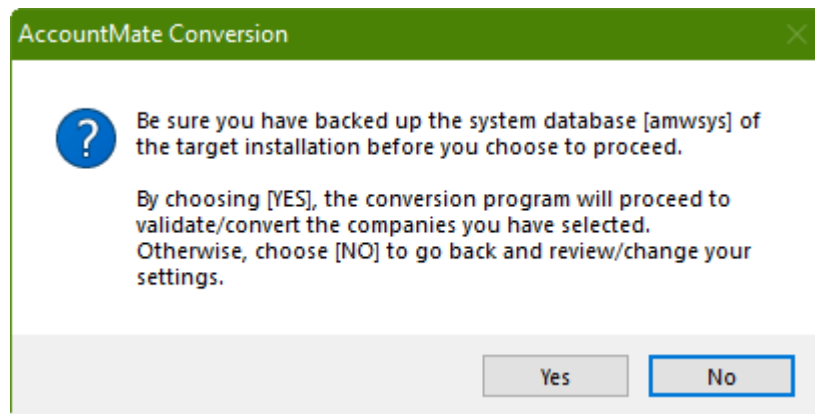 AccountMate Conversion
?
Be sure you have backed up the system database [amwsys] of
the target installation before you choose to proceed.
By choosing [YES], the conversion program will proceed to
validate/convert the companies you have selected.
Otherwise, choose [NO] to go back and review/change your
settings.
Yes
No